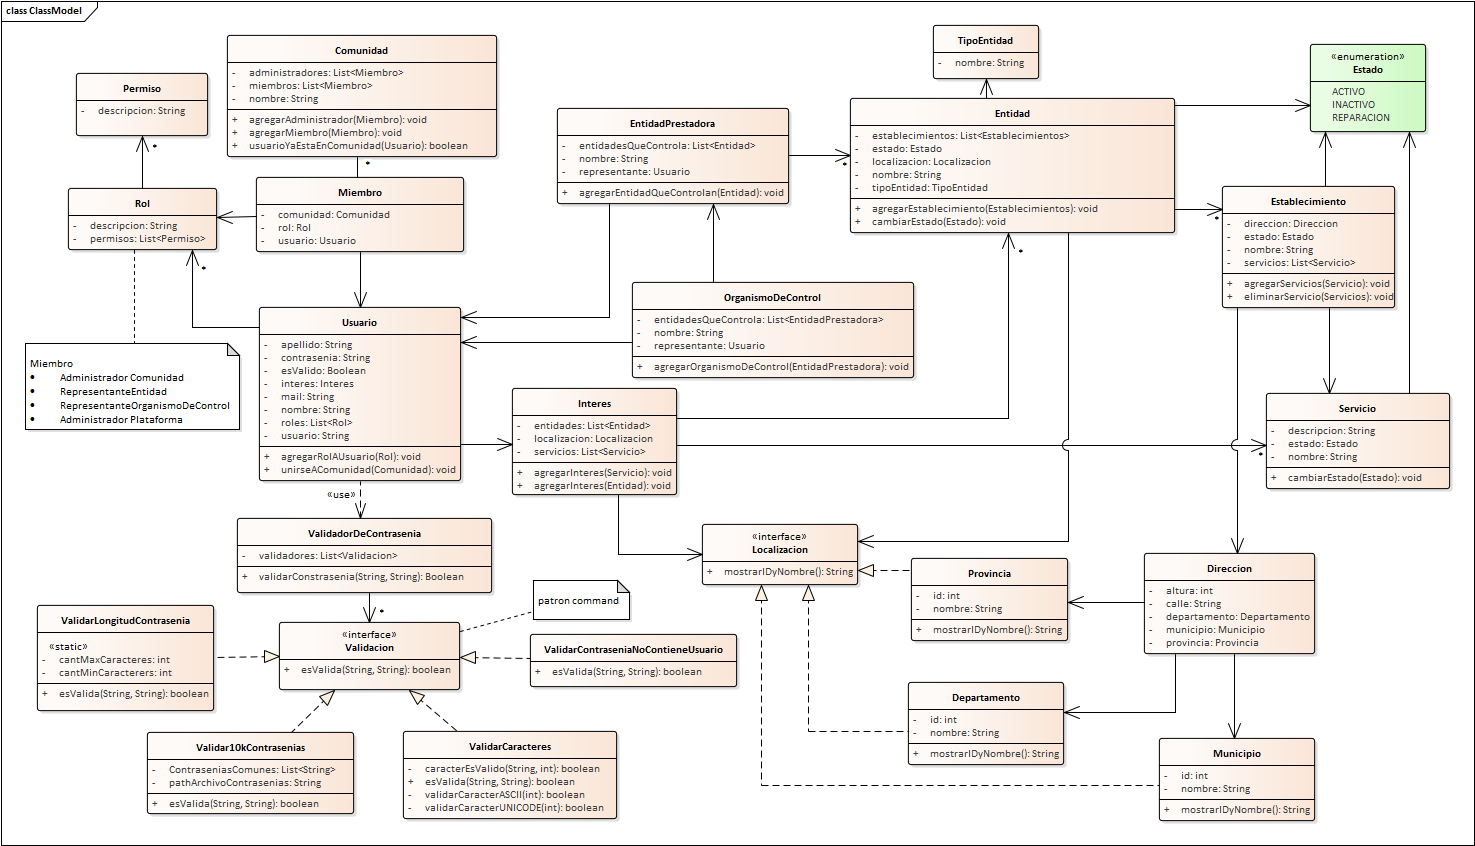 class ClassModel
Comunidad
- administradores: List<Miembro>
- miembros: List<Miembro>
- nombre: String
+ agregarAdministrador(Miembro): void
+ agregarMiembro(Miembro): void
+ usuarioYaEstaEnComunidad(Usuario): boolean
Permiso
- descripcion: String
*
*
Rol
- descripcion: String
- permisos: List<Permiso>
*
Miembro
- comunidad: Comunidad
- rol: Rol
- usuario: Usuario
Miembro
• Administrador Comunidad
• RepresentanteEntidad
• RepresentanteOrganismoDeControl
• Administrador Plataforma
Usuario
- apellido: String
- contrasenia: String
- esValido: Boolean
- interes: Interes
- mail: String
- nombre: String
- roles: List<Rol>
- usuario: String
+ agregarRolAUsuario(Rol): void
+ unirseAComunidad(Comunidad): void
«use»
EntidadPrestadora
- entidadesQueControla: List<Entidad>
- nombre: String
- representante: Usuario
+ agregarEntidadQueControlan(Entidad): void
*
TipoEntidad
- nombre: String
Entidad
- establecimientos: List<Establecimientos>
- estado: Estado
- localizacion: Localizacion
- nombre: String
- tipoEntidad: TipoEntidad
+ agregarEstablecimiento(Establecimientos): void
+ cambiarEstado(Estado): void
*
*
«enumeration»
Estado
ACTIVO
INACTIVO
REPARACION
Establecimiento
- direccion: Direccion
- estado: Estado
- nombre: String
- servicios: List<Servicio>
+ agregarServicios(Servicio): void
+ eliminarServicio(Servicios): void
OrganismoDeControl
- entidadesQueControla: List<EntidadPrestadora>
- nombre: String
- representante: Usuario
+ agregarOrganismoDeControl(EntidadPrestadora): void
Interes
- entidades: List<Entidad>
- localizacion: Localizacion
- servicios: List<Servicio>
+ agregarInteres(Servicio): void
+ agregarInteres(Entidad): void
*
Servicio
- descripcion: String
- estado: Estado
- nombre: String
+ cambiarEstado(Estado): void
ValidadorDeContrasenia
- validadores: List<Validacion>
+ validarConstrasenia(String, String): Boolean
*
patron command
«interface»
Validacion
+ esValida(String, String): boolean
ValidarLongitudContrasenia
«static»
- cantMaxCaracteres: int
- cantMinCaracterers: int
+ esValida(String, String): boolean
ValidarContraseniaNoContieneUsuario
+ esValida(String, String): boolean
Validar10kContrasenias
- ContraseniasComunes: List<String>
- pathArchivoContrasenias: String
+ esValida(String, String): boolean
ValidarCaracteres
- caracterEsValido(String, int): boolean
+ esValida(String, String): boolean
- validarCaracterASCII(int): boolean
- validarCaracterUNICODE(int): boolean
«interface»
Localizacion
+ mostrarIDyNombre(): String
Provincia
- id: int
- nombre: String
+ mostrarIDyNombre(): String
Direccion
- altura: int
- calle: String
- departamento: Departamento
- municipio: Municipio
- provincia: Provincia
Departamento
- id: int
- nombre: String
+ mostrarIDyNombre(): String
Municipio
- id: int
- nombre: String
+ mostrarIDyNombre(): String